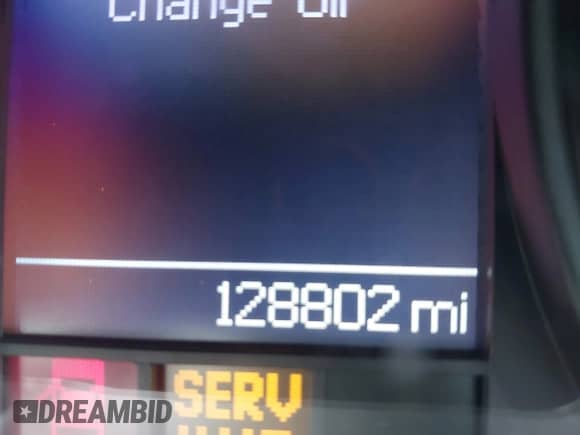 Change Oil
128802 mi
SERV
DREAMBID